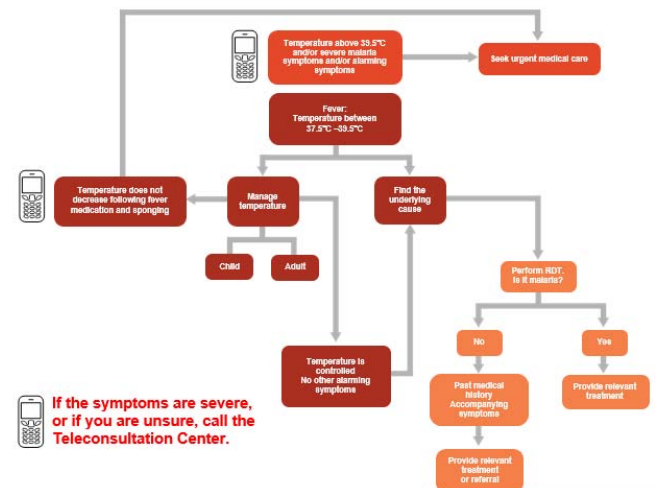 Temperature above 39.5°C
and/or severe malaria
symptoms and/or alarming
symptoms
Seek urgent medical care
Fever:
Temperature between
37.5°C –39.5°C
Temperature does not
decrease following fever
medication and sponging
Manage
temperature
Find the
underlying
cause
Child
Adult
Perform RDT.
Is it malaria?
No
Yes
Temperature is
controlled
No other alarming
symptoms
Past medical
history
Accompanying
symptoms
Provide relevant
treatment
Provide relevant
treatment
or referral
If the symptoms are severe,
or if you are unsure, call the
Teleconsultation Center.